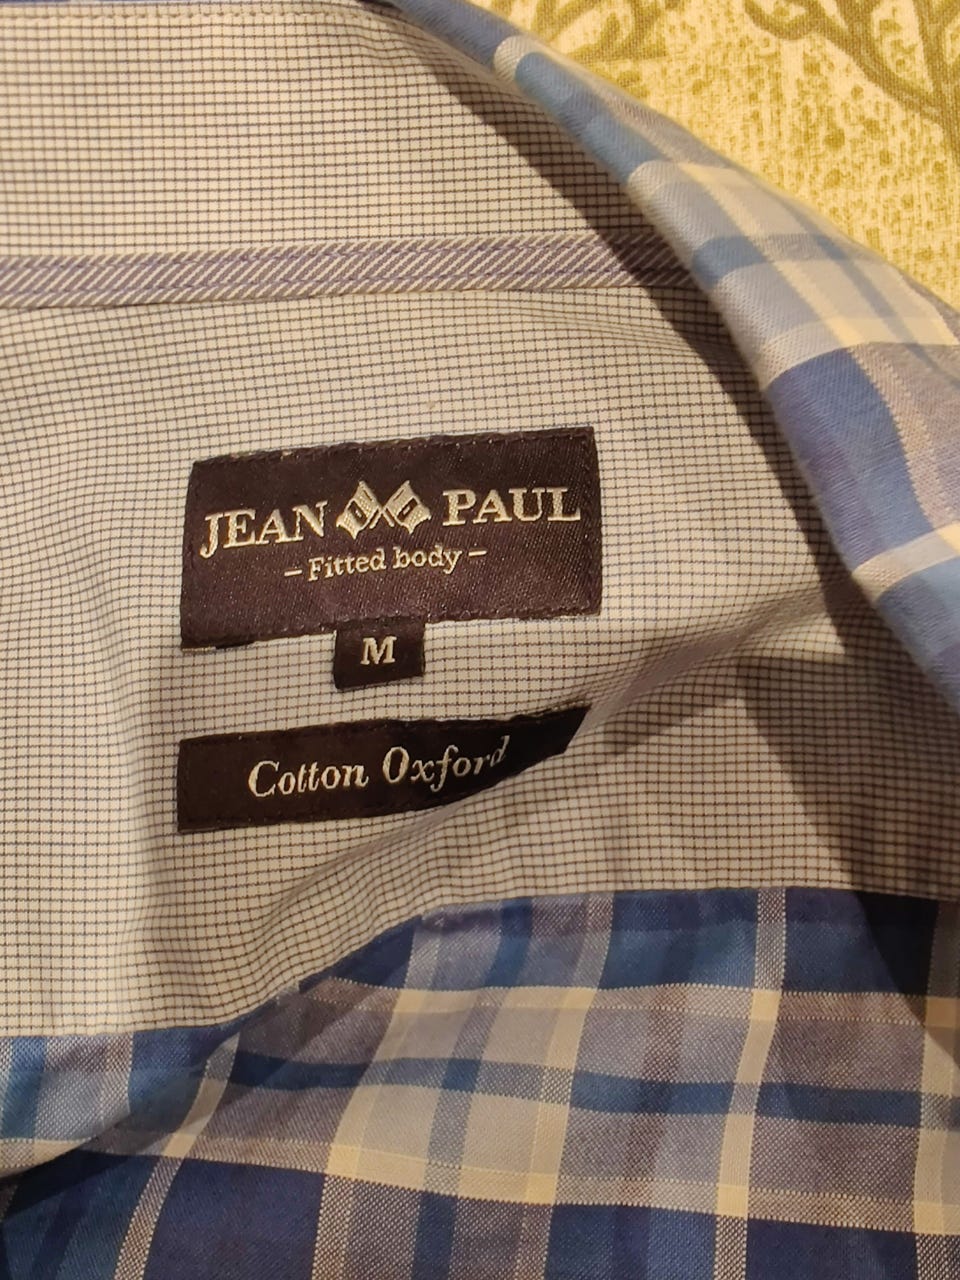 JEAN PAUL
– Fitted body –
M
Cotton Oxford